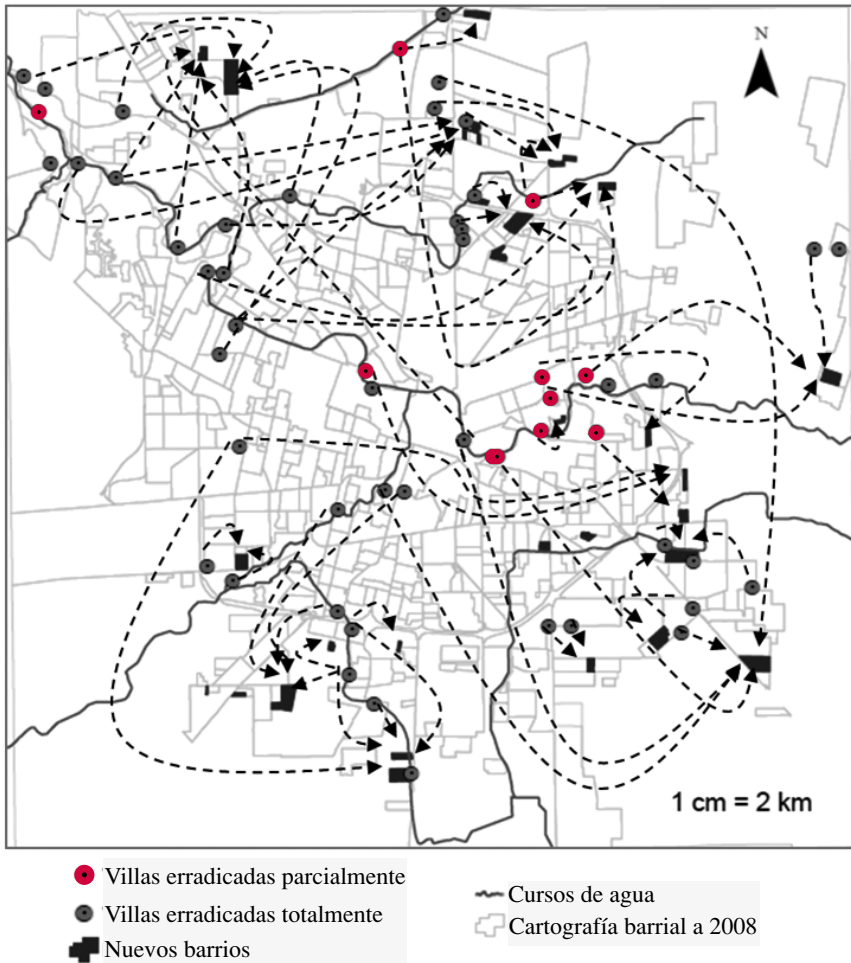 N
1 cm = 2 km
Villas erradicadas parcialmente
Villas erradicadas totalmente
Nuevos barrios
Cursos de agua
Cartografía barrial a 2008